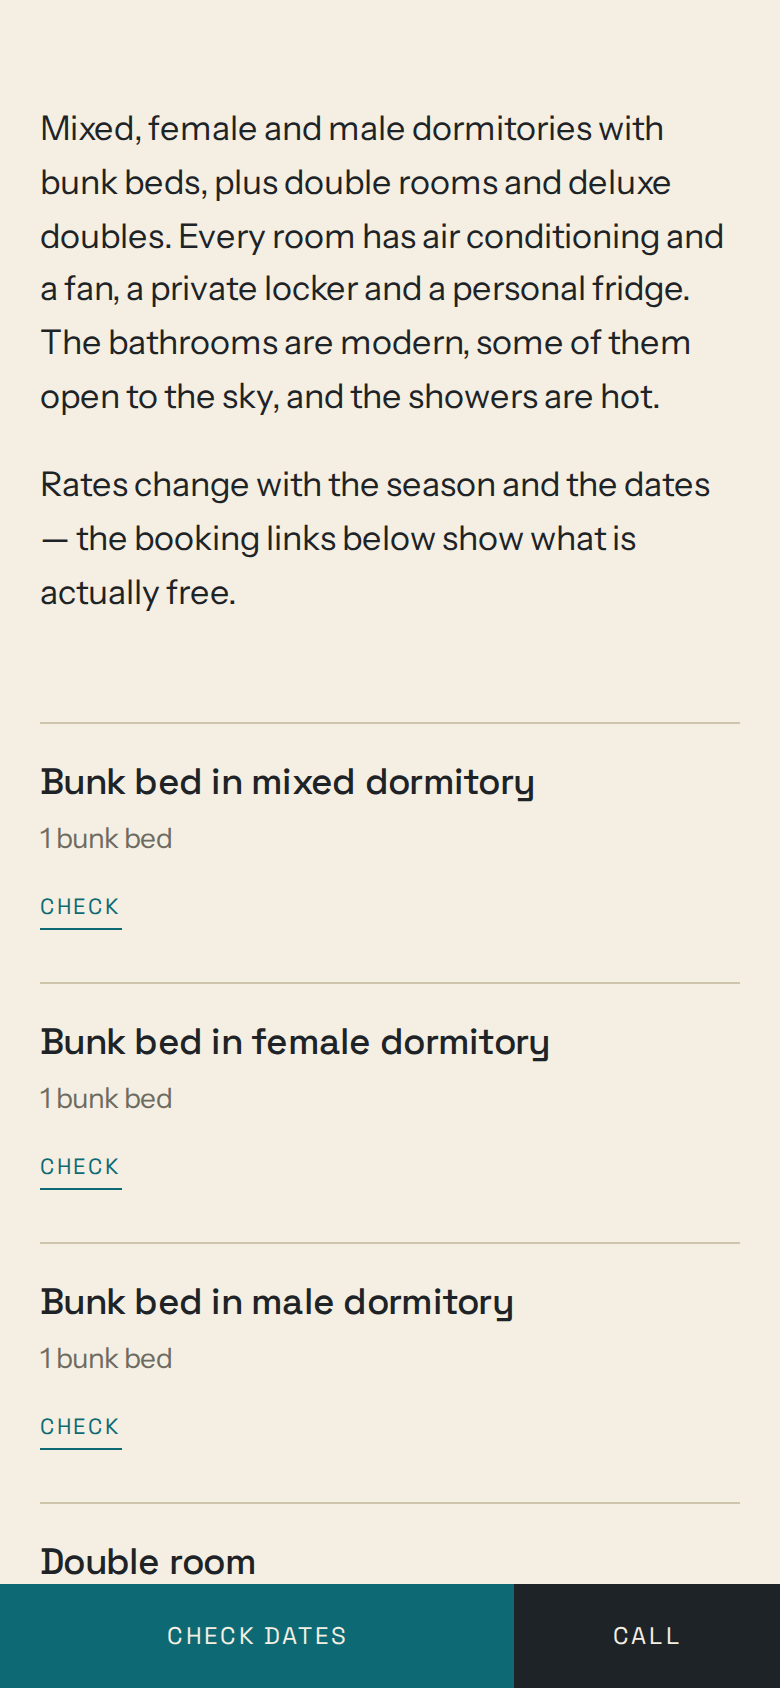 Mixed, female and male dormitories with
bunk beds, plus double rooms and deluxe
doubles. Every room has air conditioning and
a fan, a private locker and a personal fridge.
The bathrooms are modern, some of them
open to the sky, and the showers are hot.
Rates change with the season and the dates
— the booking links below show what is
actually free.
Bunk bed in mixed dormitory
1 bunk bed
CHECK
Bunk bed in female dormitory
1 bunk bed
CHECK
Bunk bed in male dormitory
1 bunk bed
CHECK
Double room
CHECK DATES
CALL